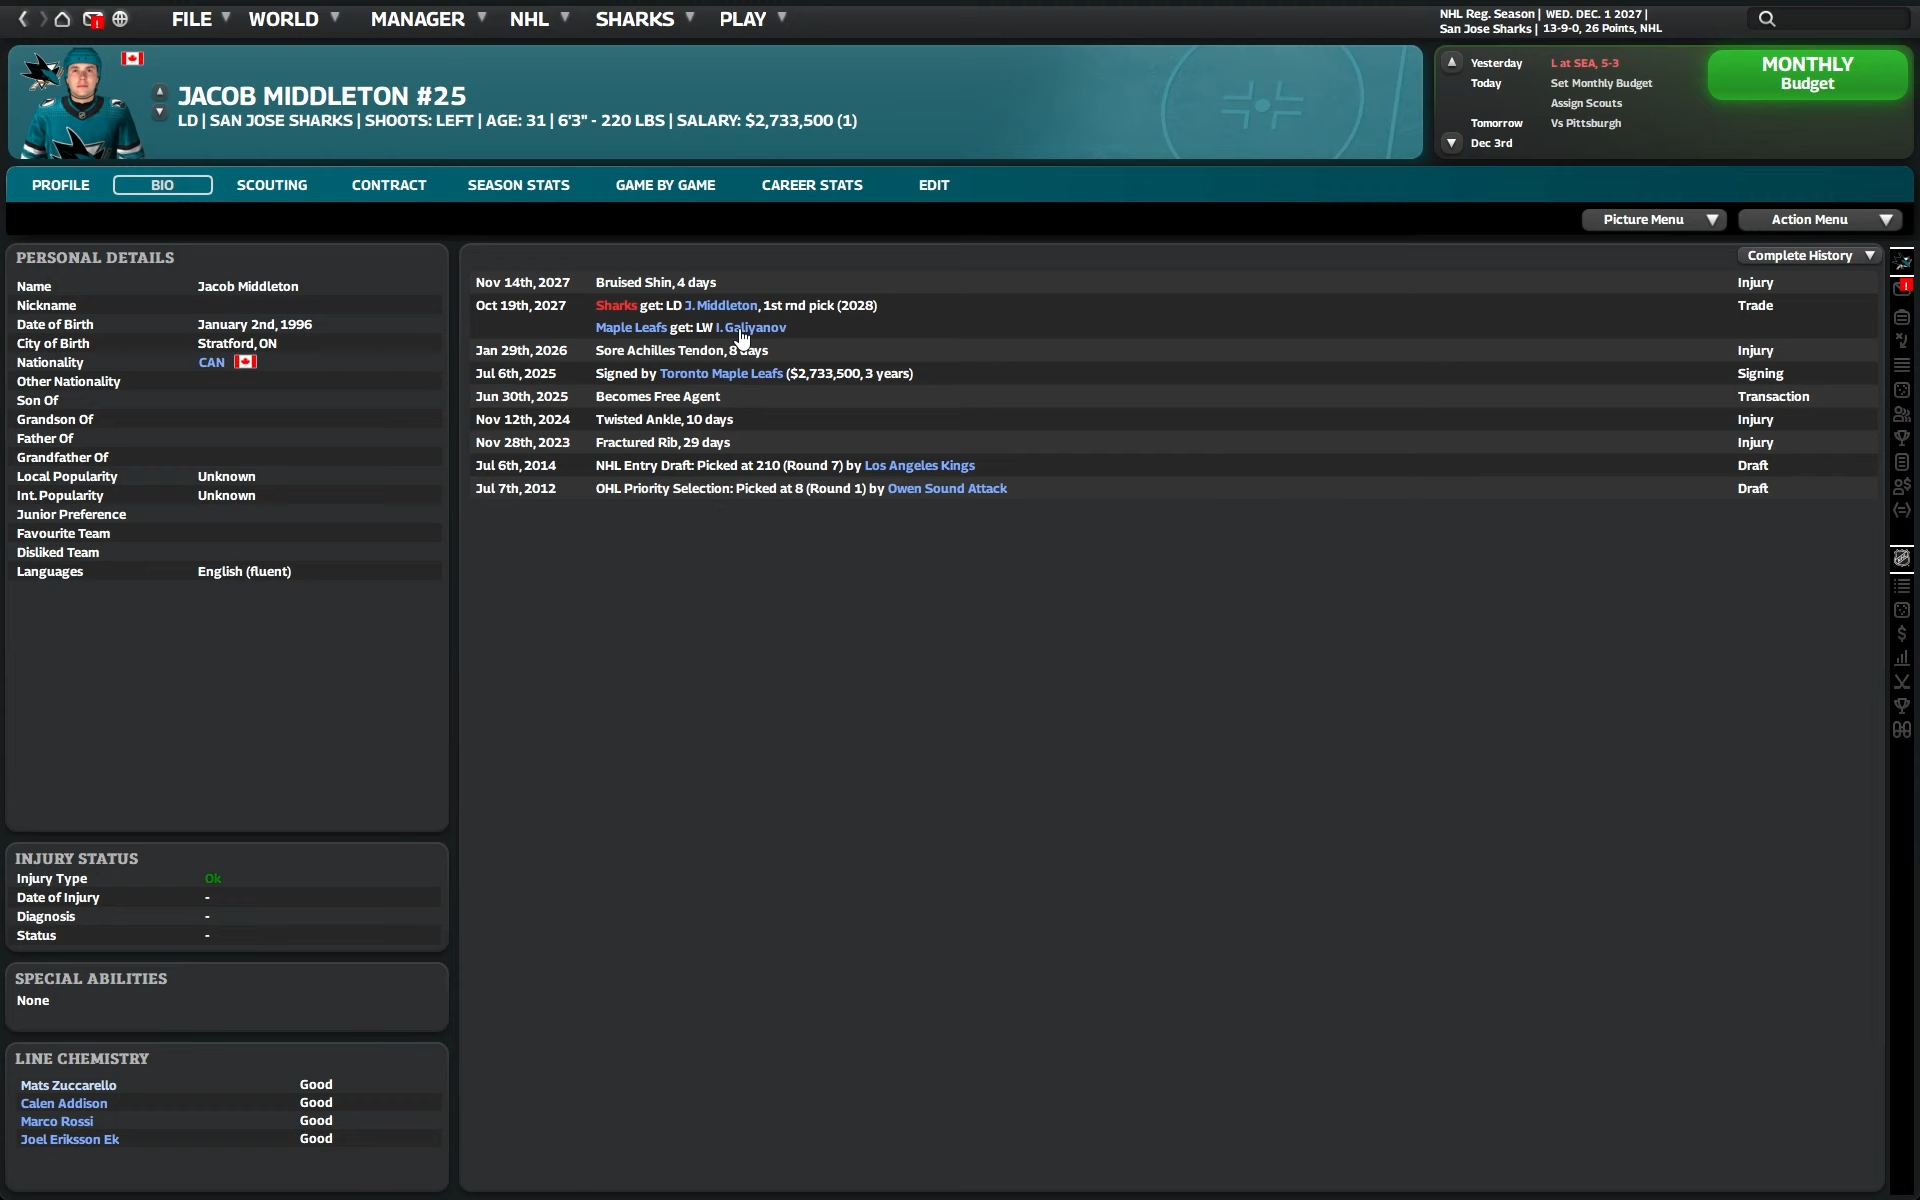 FILE WORLD MANAGER NHL SHARKS PLAY
NHL Reg. Season | WED. DEC. 1 2027 |
San Jose Sharks | 13-9-0, 26 Points, NHL
JACOB MIDDLETON #25
LD | SAN JOSE SHARKS | SHOOTS: LEFT | AGE: 31 | 6'3" - 220 LBS | SALARY: $2,733,500 (1)
Yesterday L at SEA, 5-3
Today Set Monthly Budget
Assign Scouts
Tomorrow Vs Pittsburgh
Dec 3rd
MONTHLY
Budget
PROFILE BIO SCOUTING CONTRACT SEASON STATS GAME BY GAME CAREER STATS EDIT
Picture Menu Action Menu
PERSONAL DETAILS
Name Jacob Middleton
Nickname
Date of Birth January 2nd, 1996
City of Birth Stratford, ON
Nationality CAN
Other Nationality
Son Of
Grandson Of
Father Of
Grandfather Of
Local Popularity Unknown
Int. Popularity Unknown
Junior Preference
Favourite Team
Disliked Team
Languages English (fluent)
INJURY STATUS
Injury Type Ok
Date of Injury -
Diagnosis -
Status -
SPECIAL ABILITIES
None
LINE CHEMISTRY
Mats Zuccarello Good
Calen Addison Good
Marco Rossi Good
Joel Eriksson Ek Good
Complete History
Nov 14th, 2027 Bruised Shin, 4 days Injury
Oct 19th, 2027 Sharks get: LD J. Middleton, 1st rnd pick (2028) Trade
Maple Leafs get: LW I. Galiyanov
Jan 29th, 2026 Sore Achilles Tendon, 8 days Injury
Jul 6th, 2025 Signed by Toronto Maple Leafs ($2,733,500, 3 years) Signing
Jun 30th, 2025 Becomes Free Agent Transaction
Nov 12th, 2024 Twisted Ankle, 10 days Injury
Nov 28th, 2023 Fractured Rib, 29 days Injury
Jul 6th, 2014 NHL Entry Draft: Picked at 210 (Round 7) by Los Angeles Kings Draft
Jul 7th, 2012 OHL Priority Selection: Picked at 8 (Round 1) by Owen Sound Attack Draft